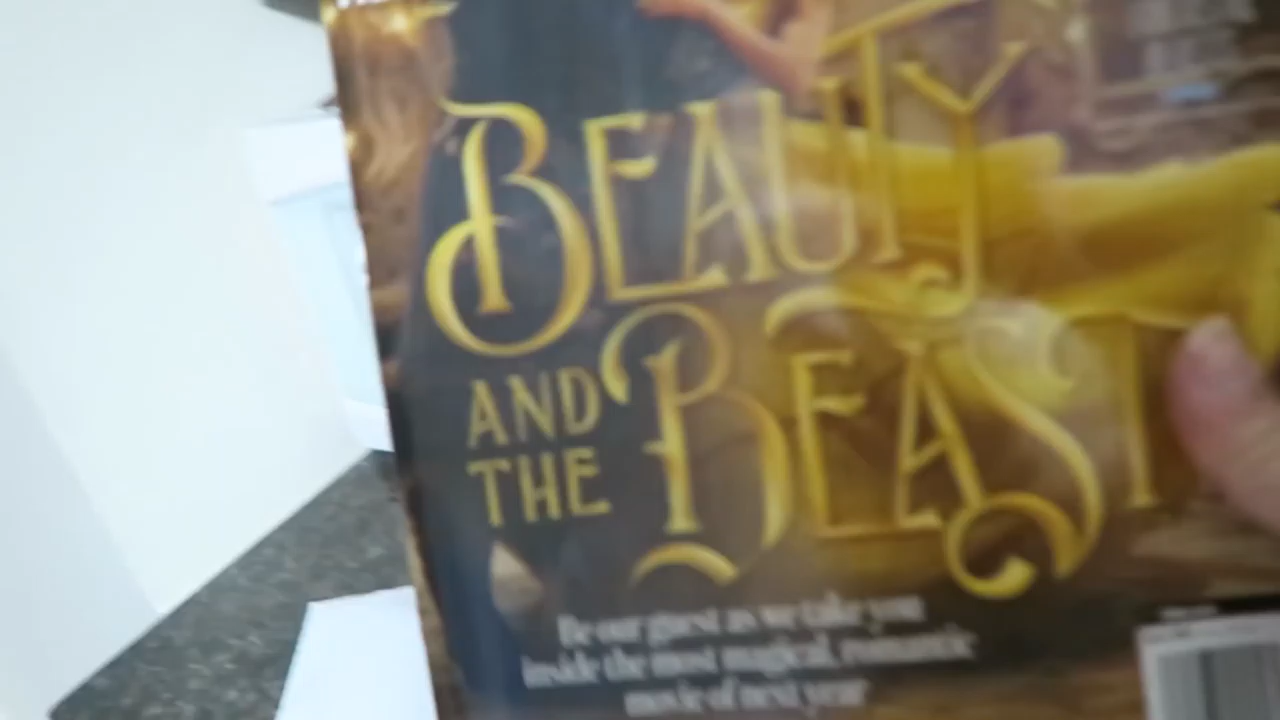 BEAUTY
AND THE BEAST
Be our guest as we take you
inside the most magical, romantic
movie of next year